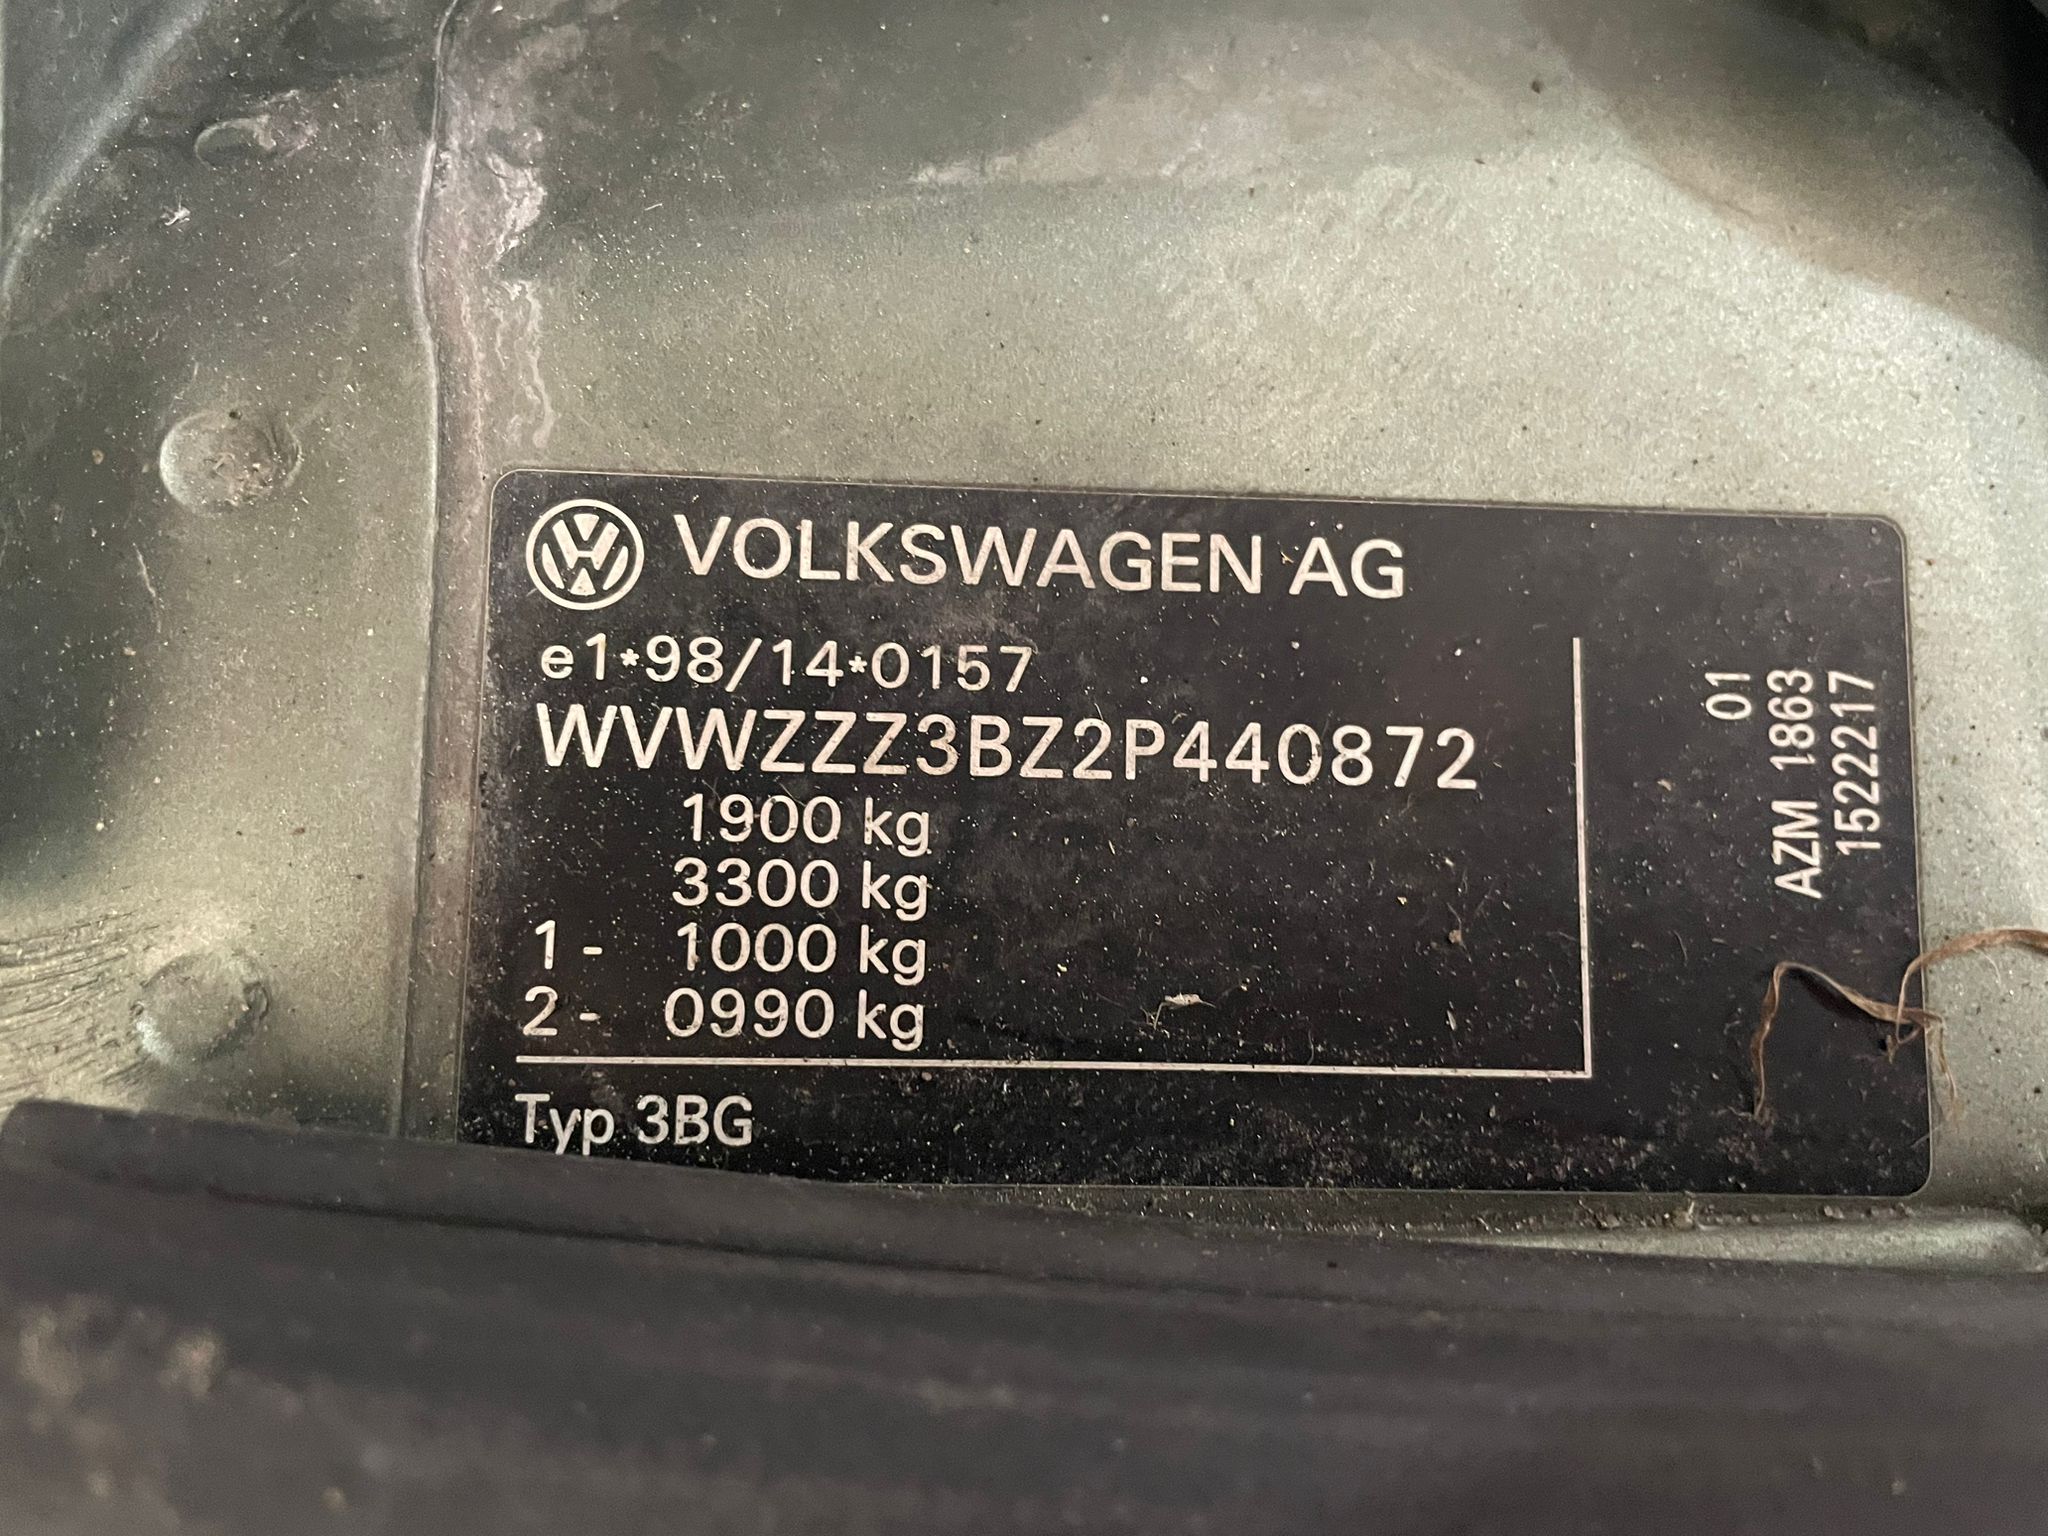 VOLKSWAGEN AG
e1*98/14*0157
WVWZZZ3BZ2P440872
1900 kg
3300 kg
1 - 1000 kg
2 - 0990 kg
Typ 3BG
01
AZM 1863
1522217